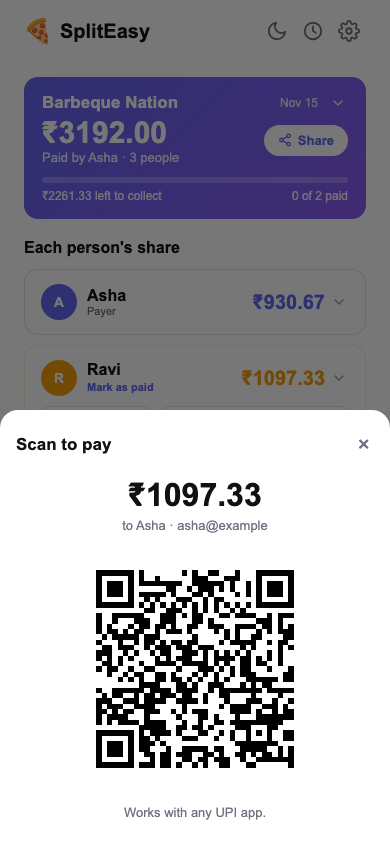 SplitEasy
Barbeque Nation
Nov 15
₹3192.00
Paid by Asha · 3 people
Share
₹2261.33 left to collect
0 of 2 paid
Each person's share
A
Asha
Payer
₹930.67
R
Ravi
Mark as paid
₹1097.33
Scan to pay
×
₹1097.33
to Asha · asha@example
Works with any UPI app.